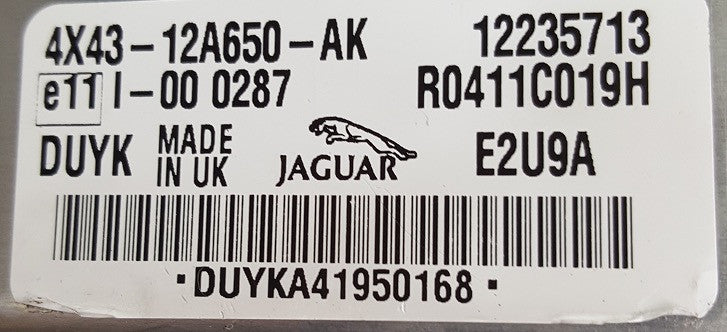 4X43-12A650-AK 12235713
e11 I-00 0287 R0411C019H
DUYK MADE IN UK JAGUAR E2U9A
·DUYKA41950168·